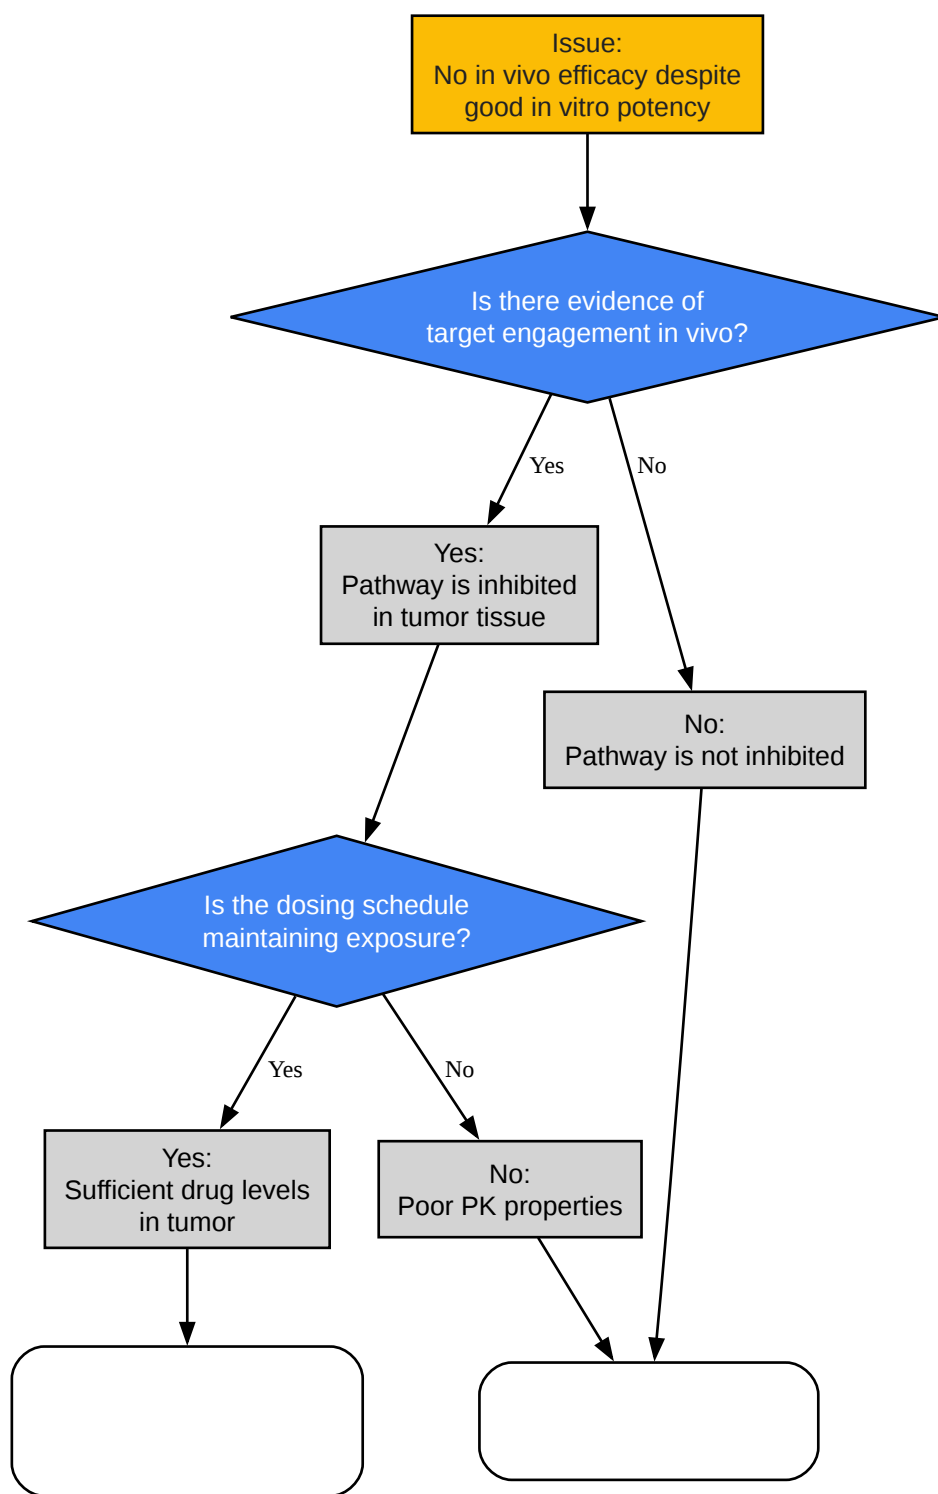 Issue:
No in vivo efficacy despite
good in vitro potency
Is there evidence of
target engagement in vivo?
Yes
No
Yes:
Pathway is inhibited
in tumor tissue
No:
Pathway is not inhibited
Is the dosing schedule
maintaining exposure?
Yes
No
Yes:
Sufficient drug levels
in tumor
No:
Poor PK properties